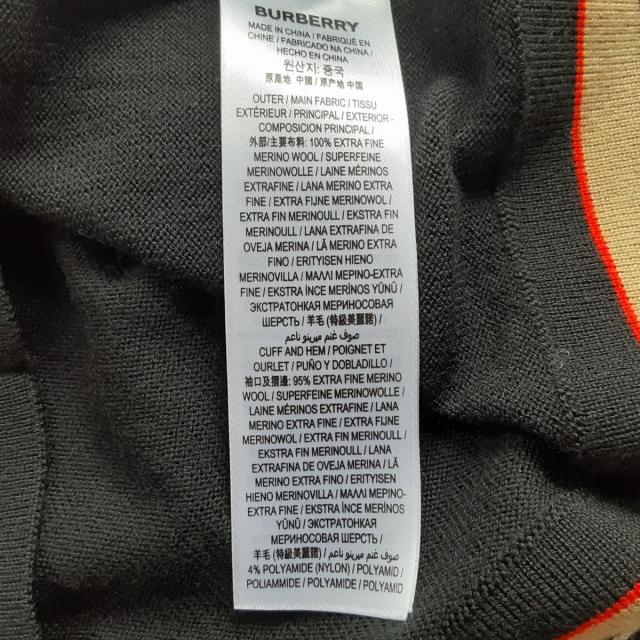 BURBERRY
MADE IN CHINA / FABRIQUÉ EN
CHINE / FABRICADO NA CHINA /
HECHO EN CHINA
원산지: 중국
原產地 中國 / 原产地 中国
OUTER / MAIN FABRIC / TISSU
EXTÉRIEUR / PRINCIPAL / EXTERIOR -
COMPOSICION PRINCIPAL /
外部/主要布料: 100% EXTRA FINE
MERINO WOOL / SUPERFEINE
MERINOWOLLE / LAINE MÉRINOS
EXTRAFINE / LANA MERINO EXTRA
FINE / EXTRA FIJNE MERINOWOL /
EXTRA FIN MERINOULL / EKSTRA FIN
MERINOULL / LANA EXTRAFINA DE
OVEJA MERINA / LÃ MERINO EXTRA
FINO / ERITYISEN HIENO
MERINOVILLA / ΜΑΛΛΙ ΜΕΡΙΝΟ-EXTRA
FINE / EKSTRA İNCE MERİNOS YÜNÜ /
ЭКСТРАТОНКАЯ МЕРИНОСОВАЯ
ШЕРСТЬ / 羊毛 (特級美麗諾) /
صوف غنم ميرينو ناعم
CUFF AND HEM / POIGNET ET
OURLET / PUÑO Y DOBLADILLO /
袖口及摺邊: 95% EXTRA FINE MERINO
WOOL / SUPERFEINE MERINOWOLLE /
LAINE MÉRINOS EXTRAFINE / LANA
MERINO EXTRA FINE / EXTRA FIJNE
MERINOWOL / EXTRA FIN MERINOULL /
EKSTRA FIN MERINOULL / LANA
EXTRAFINA DE OVEJA MERINA / LÃ
MERINO EXTRA FINO / ERITYISEN
HIENO MERINOVILLA / ΜΑΛΛΙ ΜΕΡΙΝΟ-
EXTRA FINE / EKSTRA İNCE MERİNOS
YÜNÜ / ЭКСТРАТОНКАЯ
МЕРИНОСОВАЯ ШЕРСТЬ /
羊毛 (特級美麗諾) / صوف غنم ميرينو ناعم /
4% POLYAMIDE (NYLON) / POLYAMID /
POLIAMMIDE / POLYAMIDE / POLYAMID